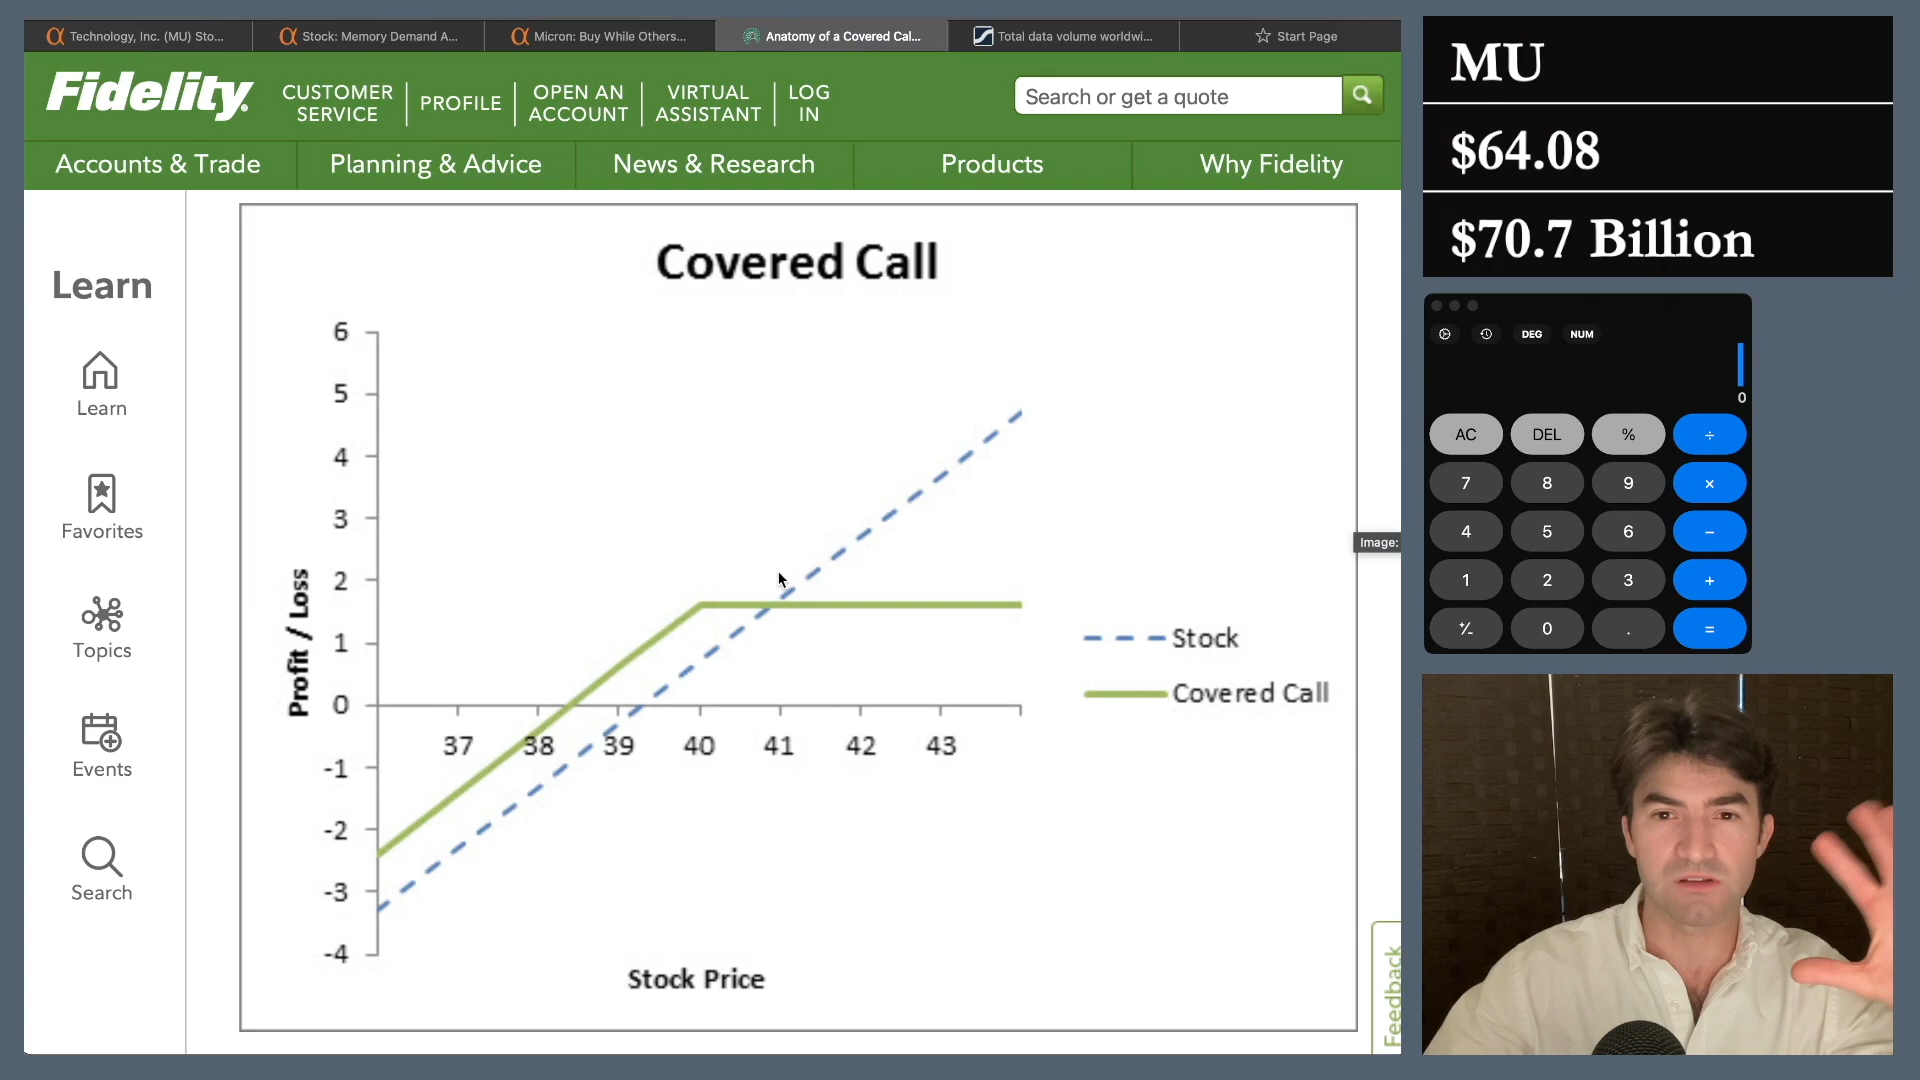 Technology, Inc. (MU) Sto...
Stock: Memory Demand A...
Micron: Buy While Others...
Anatomy of a Covered Cal...
Total data volume worldwi...
Start Page
Fidelity
CUSTOMER SERVICE
PROFILE
OPEN AN ACCOUNT
VIRTUAL ASSISTANT
LOG IN
Search or get a quote
Accounts & Trade
Planning & Advice
News & Research
Products
Why Fidelity
Learn
Learn
Favorites
Topics
Events
Search
Covered Call
6
5
4
3
2
1
0
-1
-2
-3
-4
Profit / Loss
37 38 39 40 41 42 43
Stock Price
Stock
Covered Call
Image:
Feedback
MU
$64.08
$70.7 Billion
DEG NUM
0
AC DEL % ÷
7 8 9 ×
4 5 6 −
1 2 3 +
⁺∕₋ 0 . =